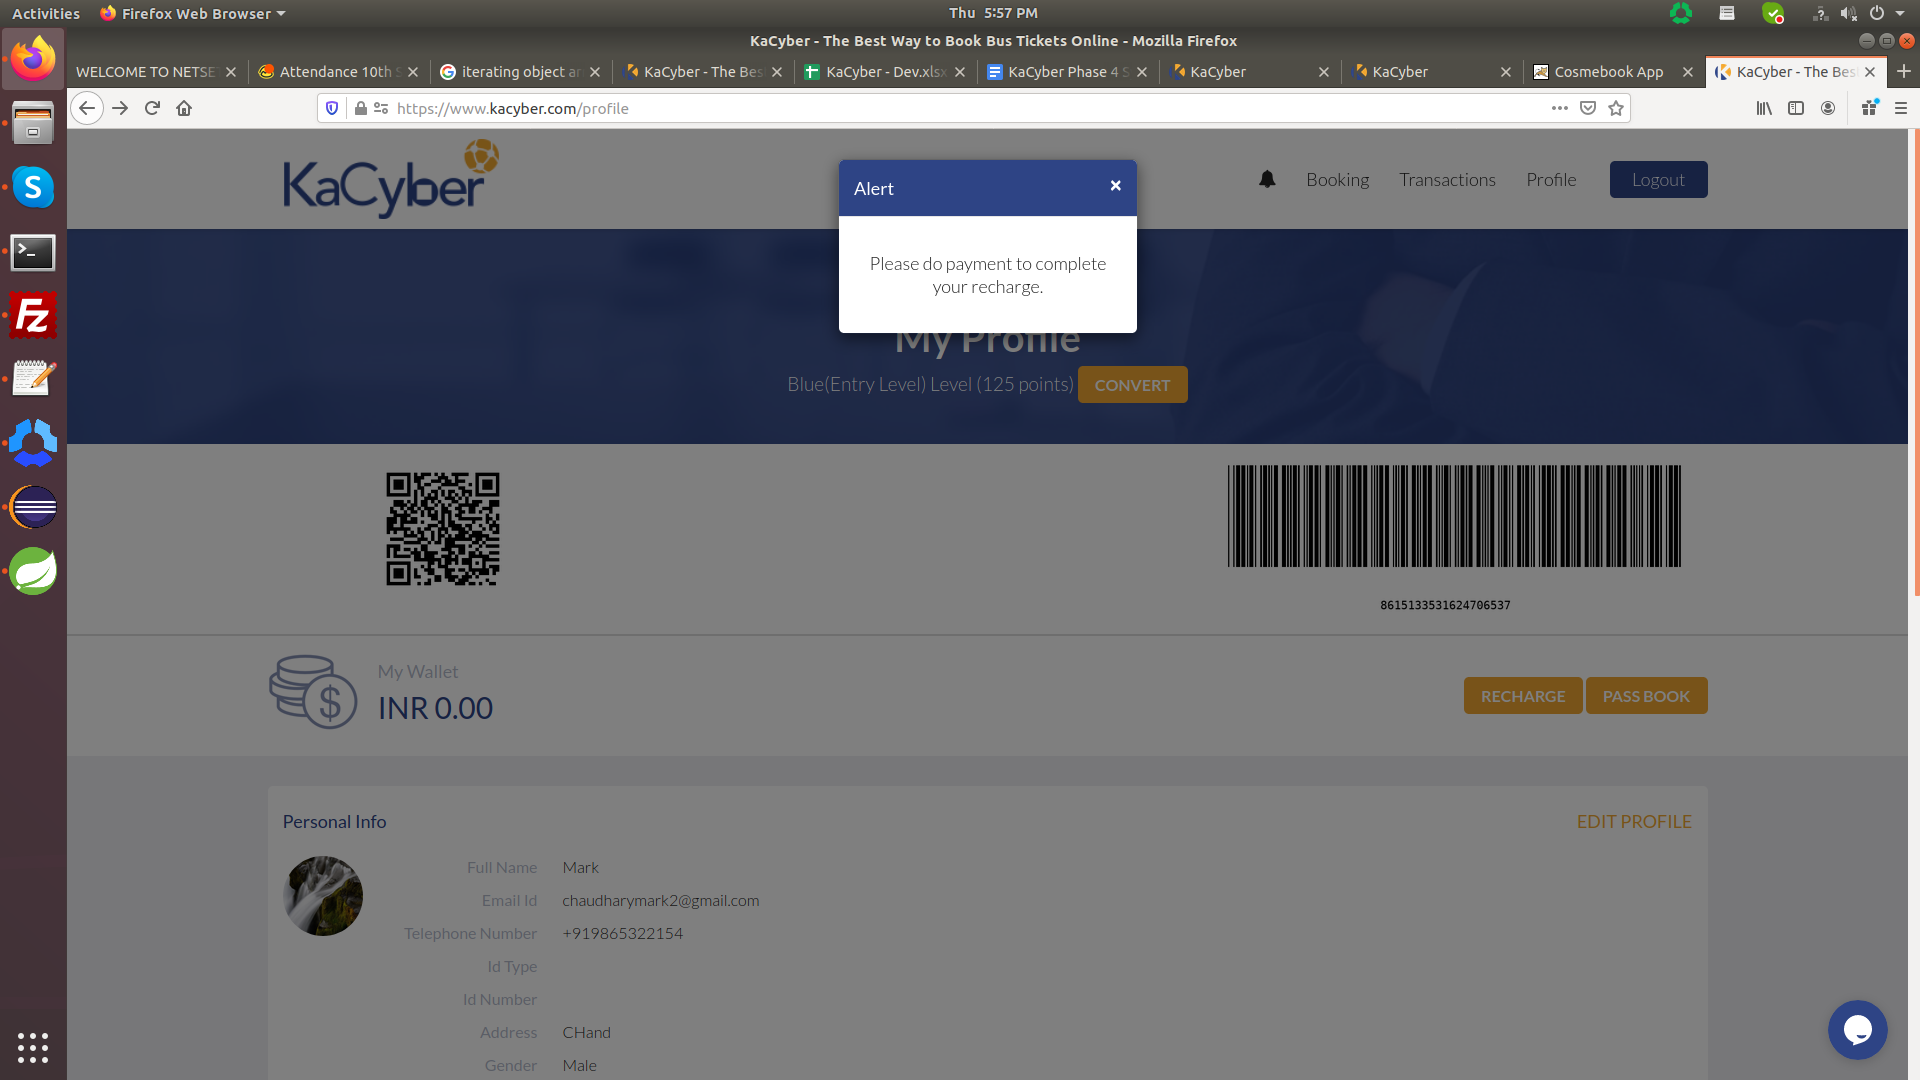 Activities
Firefox Web Browser
Thu 5:57 PM
KaCyber - The Best Way to Book Bus Tickets Online - Mozilla Firefox
WELCOME TO NETSE
Attendance 10th S
iterating object ar
KaCyber - The Bes
KaCyber - Dev.xlsx
KaCyber Phase 4 S
KaCyber
KaCyber
Cosmebook App
KaCyber - The Bes
https://www.kacyber.com/profile
KaCyber
Alert
×
Booking
Transactions
Profile
Logout
Please do payment to complete
your recharge.
My Profile
Blue(Entry Level) Level (125 points)
CONVERT
8615133531624706537
My Wallet
INR 0.00
RECHARGE
PASS BOOK
Personal Info
EDIT PROFILE
Full Name Mark
Email Id chaudharymark2@gmail.com
Telephone Number +919865322154
Id Type
Id Number
Address CHand
Gender Male